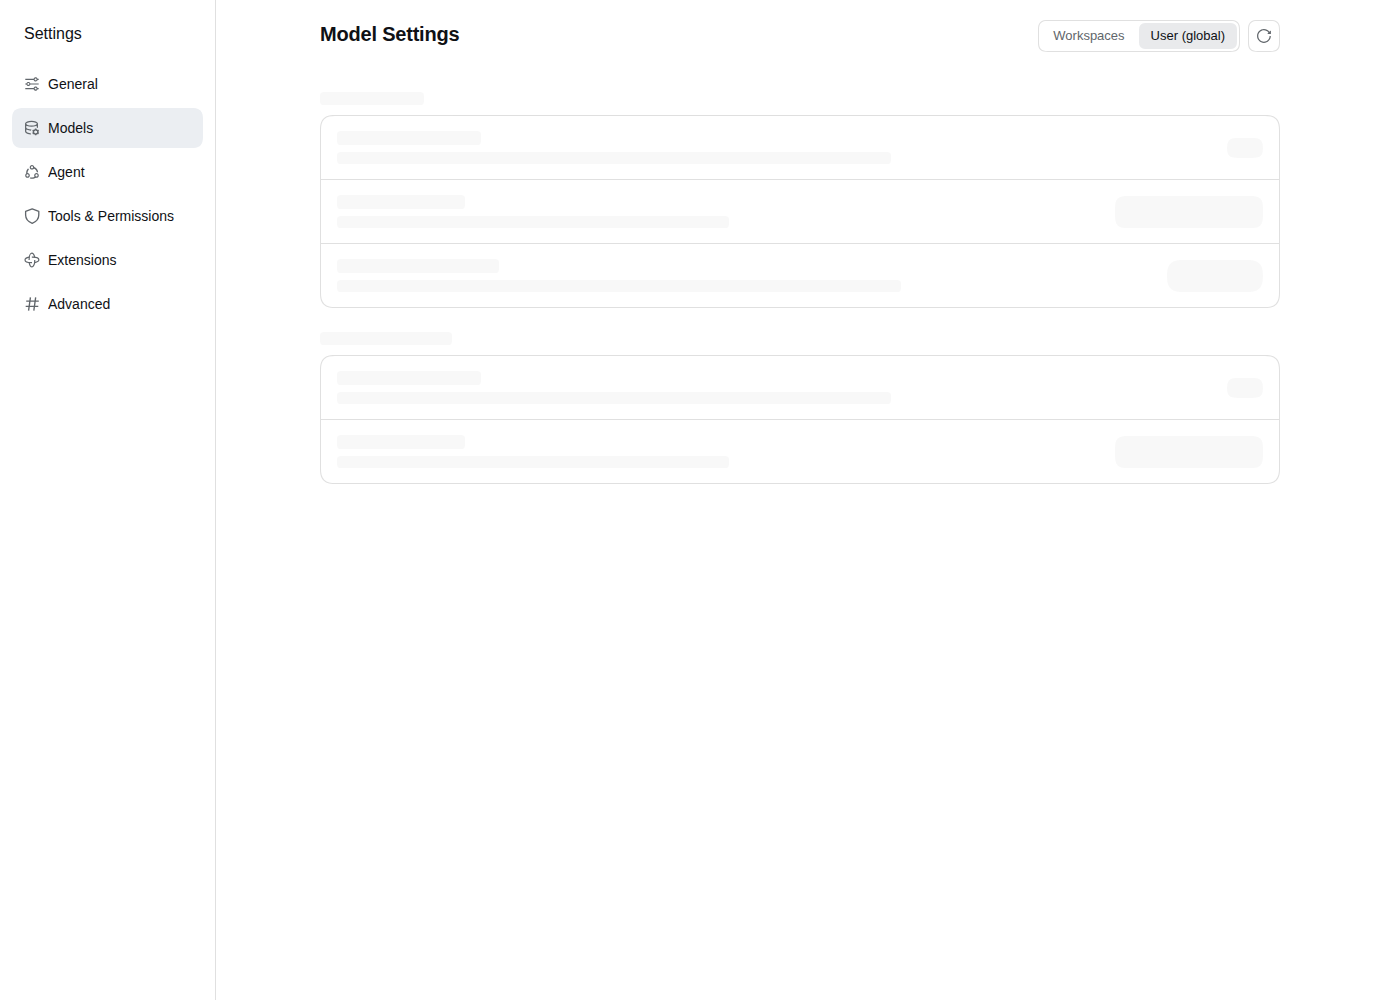 Settings
General
Models
Agent
Tools & Permissions
Extensions
Advanced
Model Settings
Workspaces
User (global)